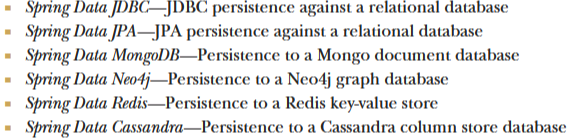 ▪ Spring Data JDBC—JDBC persistence against a relational database
▪ Spring Data JPA—JPA persistence against a relational database
▪ Spring Data MongoDB—Persistence to a Mongo document database
▪ Spring Data Neo4j—Persistence to a Neo4j graph database
▪ Spring Data Redis—Persistence to a Redis key-value store
▪ Spring Data Cassandra—Persistence to a Cassandra column store database